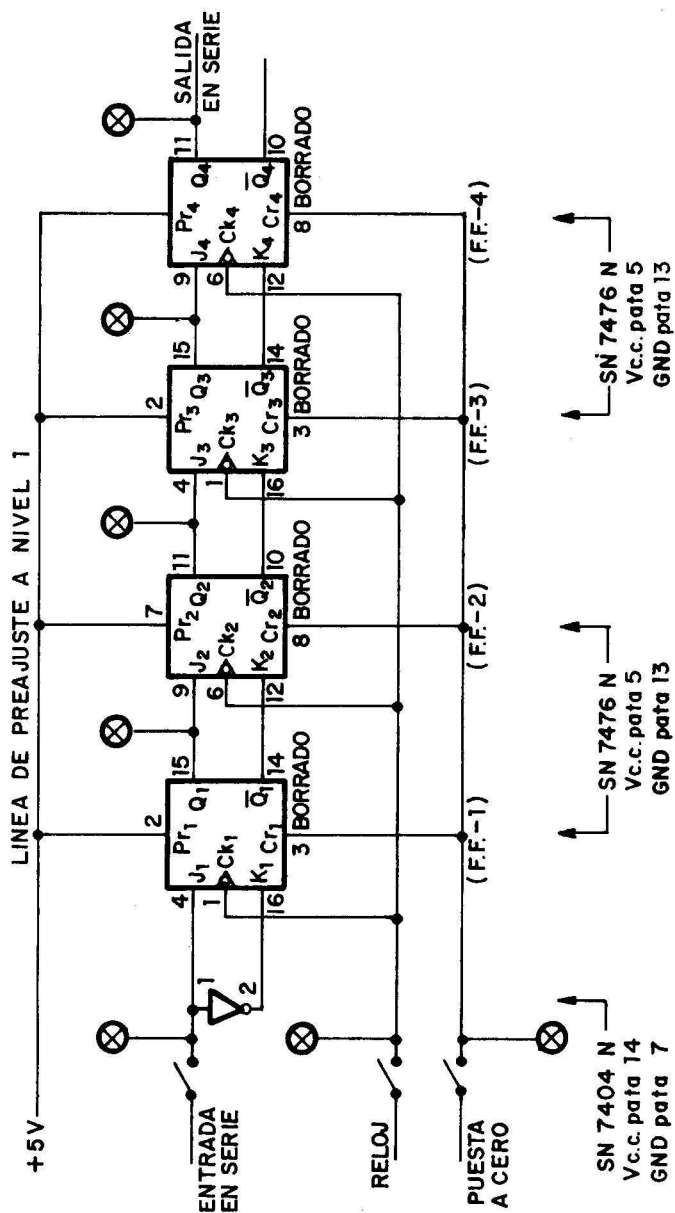 LINEA DE PREAJUSTE A NIVEL 1
+5V
2
7
2
Pr1
Pr2
Pr3
Pr4
4
J1
Q1
15
9
J2
Q2
11
4
J3
Q3
15
9
J4
Q4
11
SALIDA
EN SERIE
1
Ck1
6
Ck2
1
Ck3
6
Ck4
16
K1
Cr1
Q̅1
14
12
K2
Cr2
Q̅2
10
16
K3
Cr3
Q̅3
14
12
K4
Cr4
Q̅4
10
3 BORRADO
8 BORRADO
3 BORRADO
8 BORRADO
1
2
ENTRADA
EN SERIE
RELOJ
PUESTA
A CERO
(F.F.-1)
(F.F.-2)
(F.F.-3)
(F.F.-4)
SN 7404 N
Vc.c. pata 14
GND pata 7
SN 7476 N
Vc.c. pata 5
GND pata 13
SN 7476 N
Vc.c. pata 5
GND pata 13